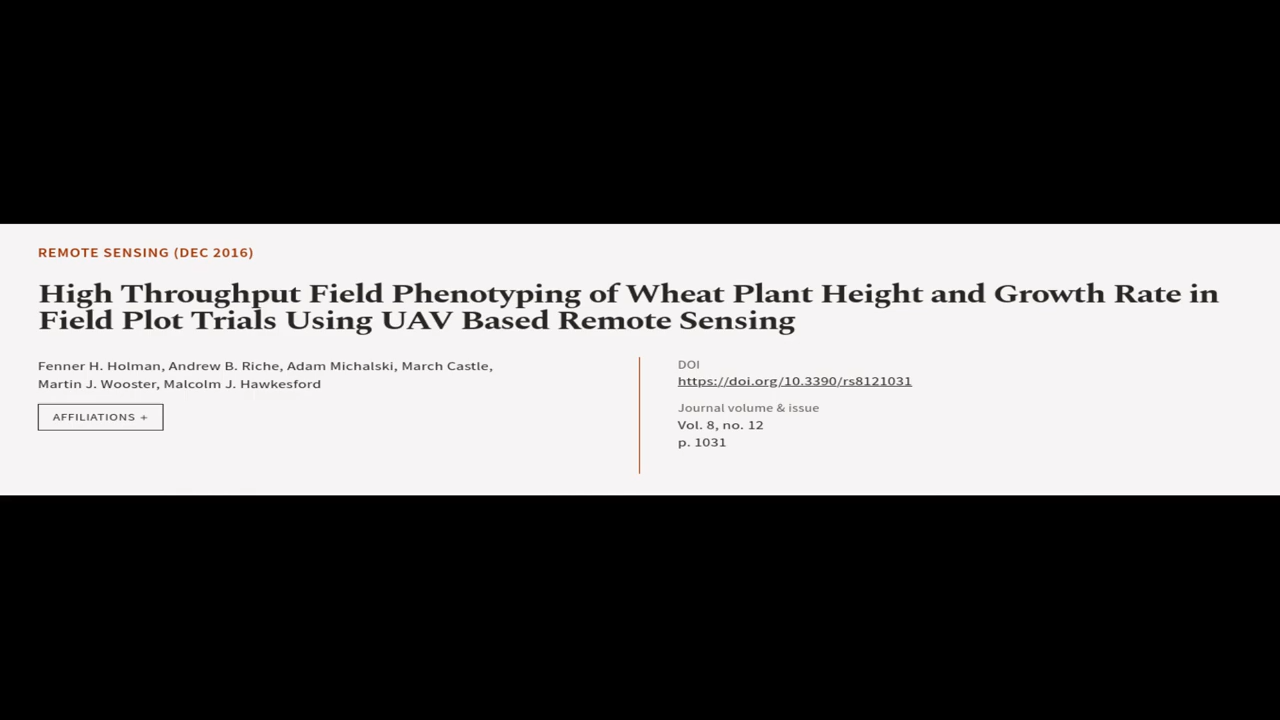 REMOTE SENSING (DEC 2016)
High Throughput Field Phenotyping of Wheat Plant Height and Growth Rate in
Field Plot Trials Using UAV Based Remote Sensing
Fenner H. Holman, Andrew B. Riche, Adam Michalski, March Castle,
Martin J. Wooster, Malcolm J. Hawkesford
AFFILIATIONS +
DOI
https://doi.org/10.3390/rs8121031
Journal volume & issue
Vol. 8, no. 12
p. 1031